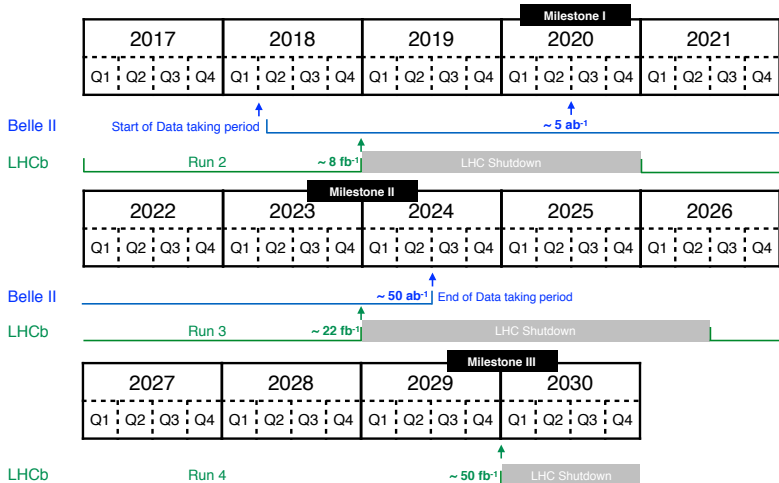 Milestone I
2017 2018 2019 2020 2021
Q1 Q2 Q3 Q4 Q1 Q2 Q3 Q4 Q1 Q2 Q3 Q4 Q1 Q2 Q3 Q4 Q1 Q2 Q3 Q4
Belle II Start of Data taking period ~ 5 ab⁻¹
LHCb Run 2 ~ 8 fb⁻¹ LHC Shutdown
Milestone II
2022 2023 2024 2025 2026
Q1 Q2 Q3 Q4 Q1 Q2 Q3 Q4 Q1 Q2 Q3 Q4 Q1 Q2 Q3 Q4 Q1 Q2 Q3 Q4
Belle II ~ 50 ab⁻¹ End of Data taking period
LHCb Run 3 ~ 22 fb⁻¹ LHC Shutdown
Milestone III
2027 2028 2029 2030
Q1 Q2 Q3 Q4 Q1 Q2 Q3 Q4 Q1 Q2 Q3 Q4 Q1 Q2 Q3 Q4
LHCb Run 4 ~ 50 fb⁻¹ LHC Shutdown